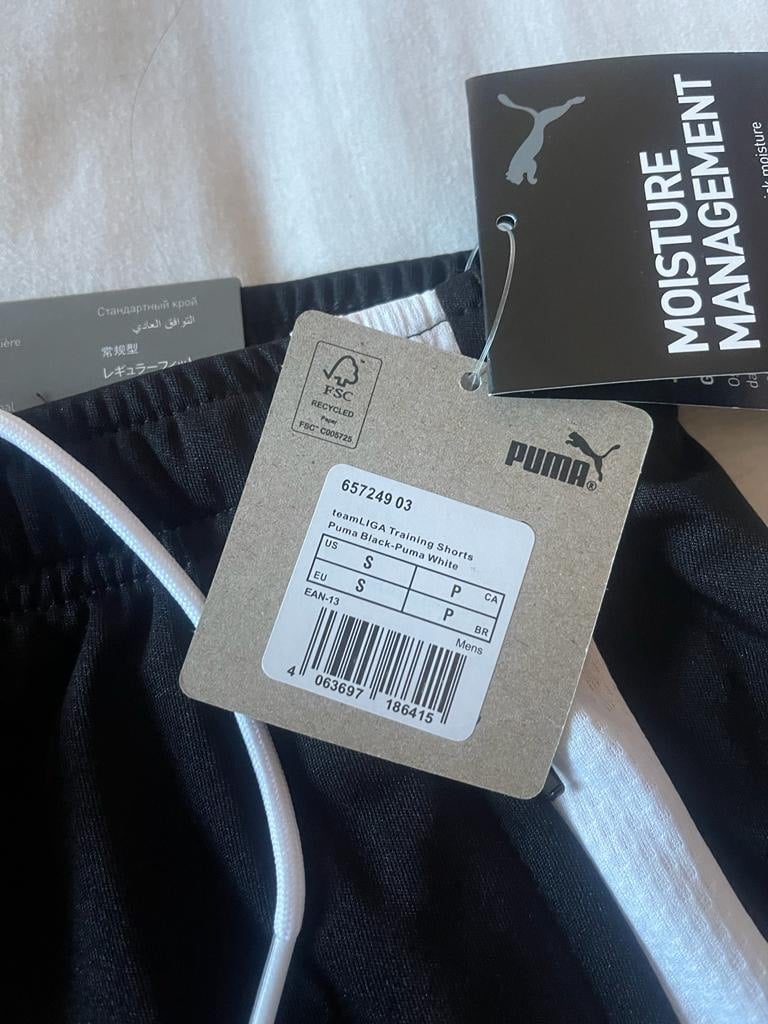 MOISTURE
MANAGEMENT
moisture
Стандартный крой
التوافق العادي
常规型
レギュラーフィット
FSC
RECYCLED
Paper
FSC™ C005725
PUMA®
657249 03
teamLIGA Training Shorts
Puma Black-Puma White
US S P CA
EU S P BR
EAN-13
Mens
4 063697 186415